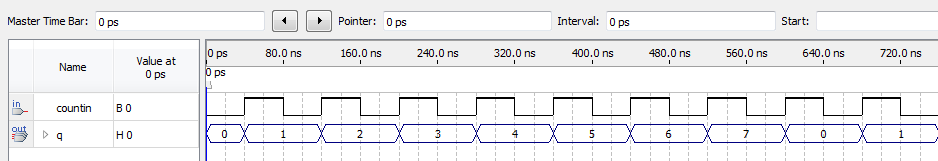 Master Time Bar: 0 ps Pointer: 0 ps Interval: 0 ps Start:
Name Value at 0 ps
0 ps 80.0 ns 160.0 ns 240.0 ns 320.0 ns 400.0 ns 480.0 ns 560.0 ns 640.0 ns 720.0 ns
0 ps
in countin B 0
out q H 0 0 1 2 3 4 5 6 7 0 1